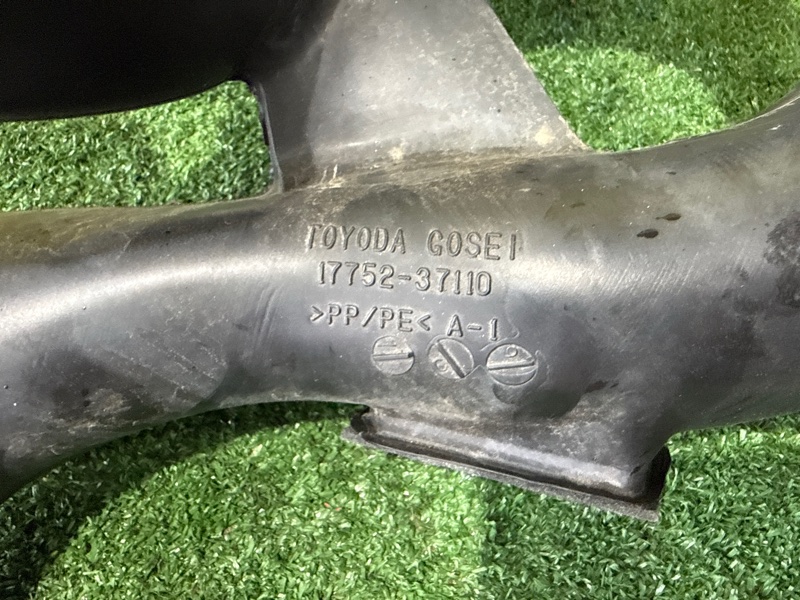 TOYODA GOSEI
17752-37110
>PP/PE< A-1